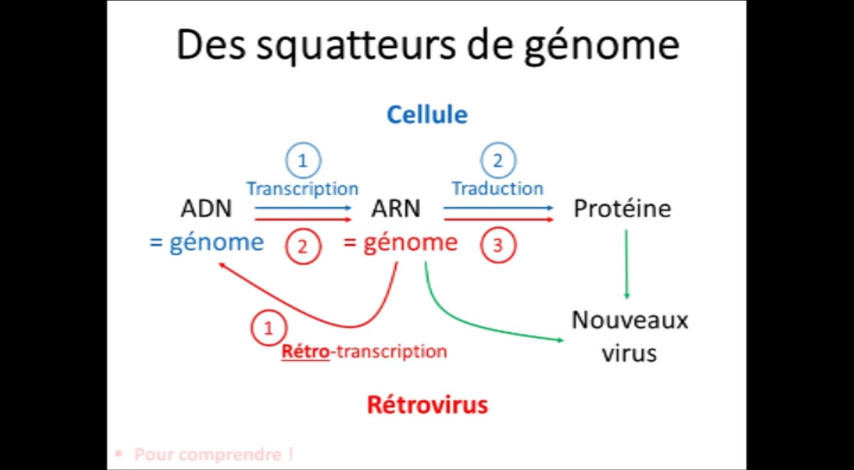 Des squatteurs de génome
Cellule
1 2
Transcription Traduction
ADN ARN Protéine
= génome 2 = génome 3
1
Nouveaux
virus
Rétro-transcription
Rétrovirus
▪ Pour comprendre !